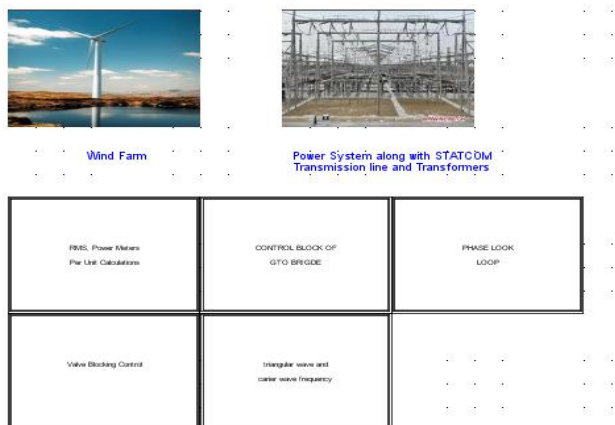 Wind Farm
Power System along with STATCOM
Transmission line and Transformers
RMS, Power Meters
Per Unit Calculations
CONTROL BLOCK OF
GTO BRIGDE
PHASE LOOK
LOOP
Valve Blocking Control
triangular wave and
carier wave frequency